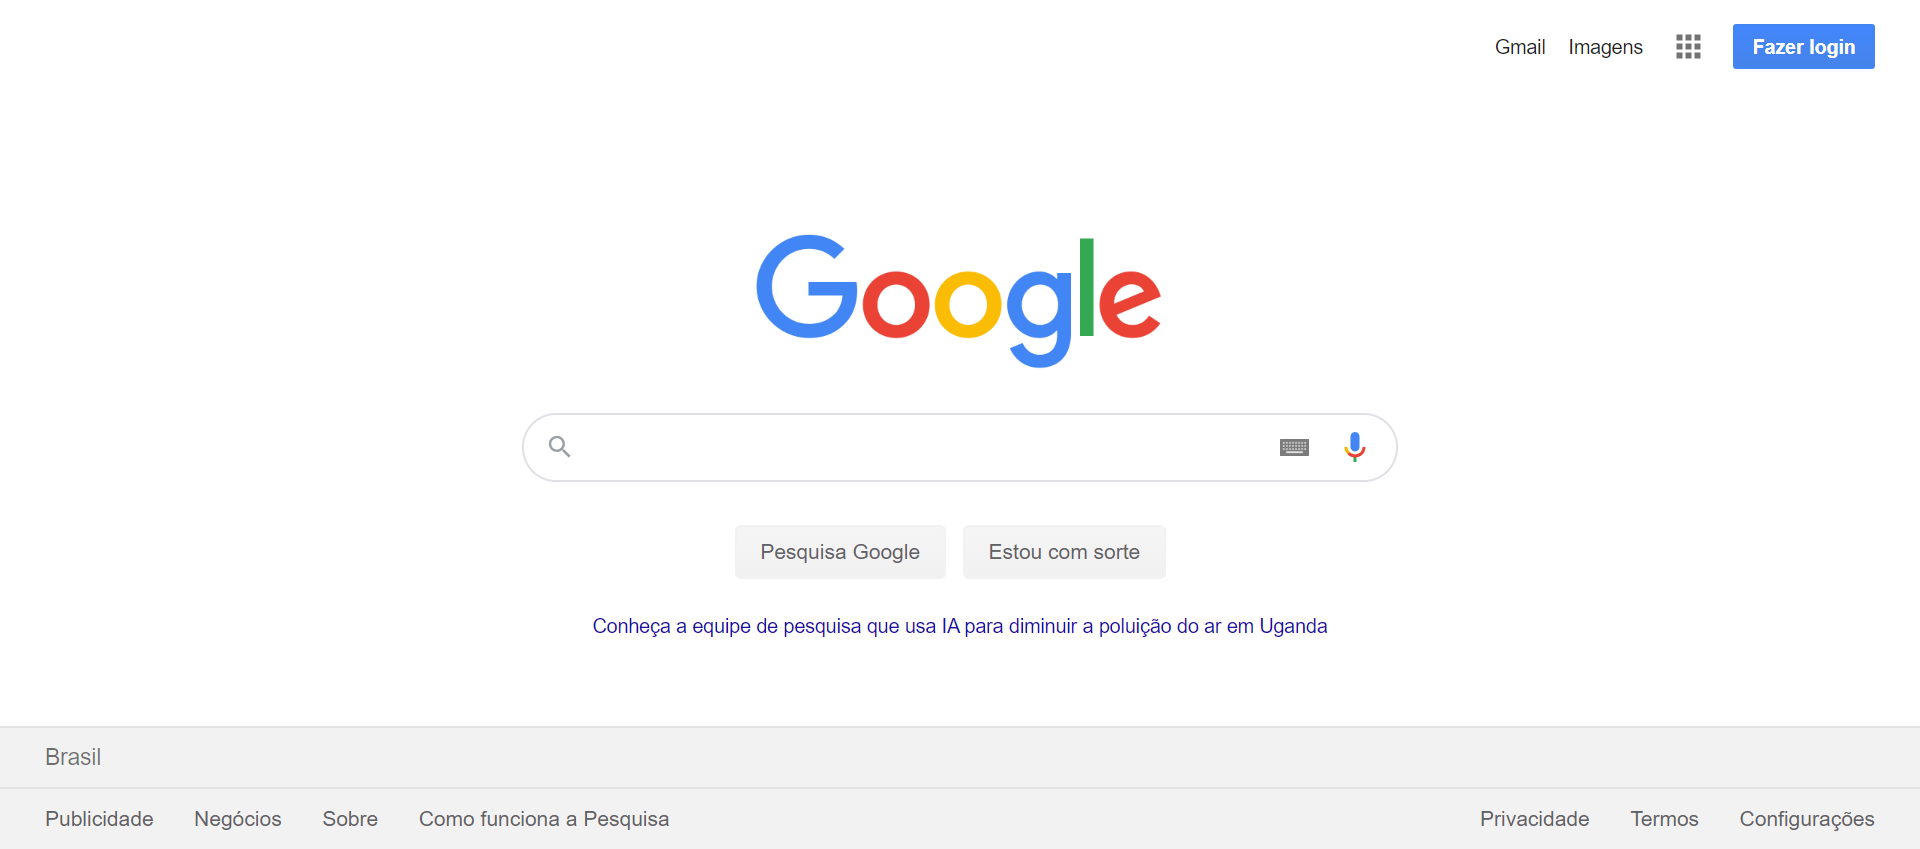 Gmail Imagens Fazer login
Google
Pesquisa Google Estou com sorte
Conheça a equipe de pesquisa que usa IA para diminuir a poluição do ar em Uganda
Brasil
Publicidade Negócios Sobre Como funciona a Pesquisa Privacidade Termos Configurações